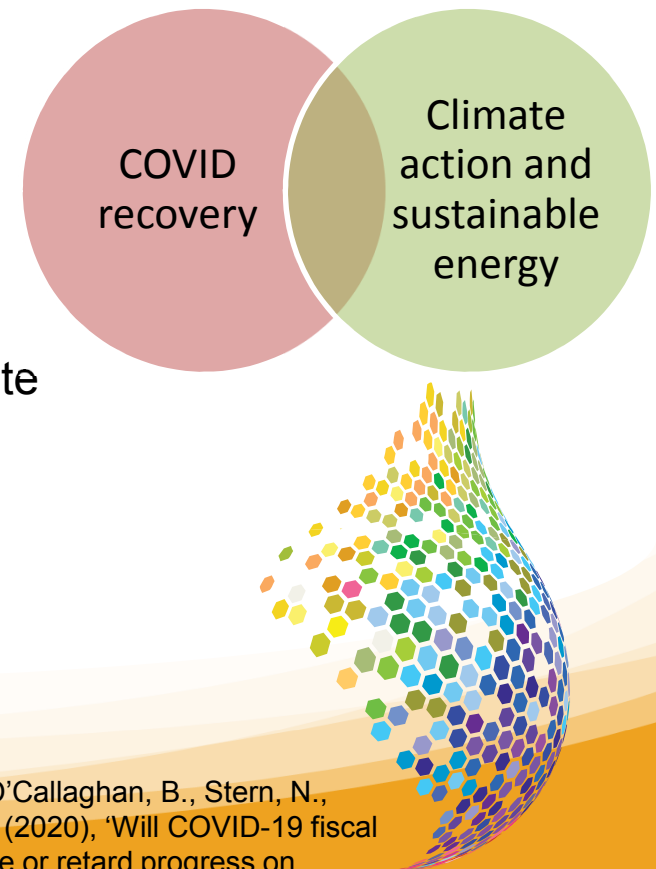 COVID
recovery
Climate
action and
sustainable
energy
te
O'Callaghan, B., Stern, N.,
(2020), ‘Will COVID-19 fiscal
e or retard progress on